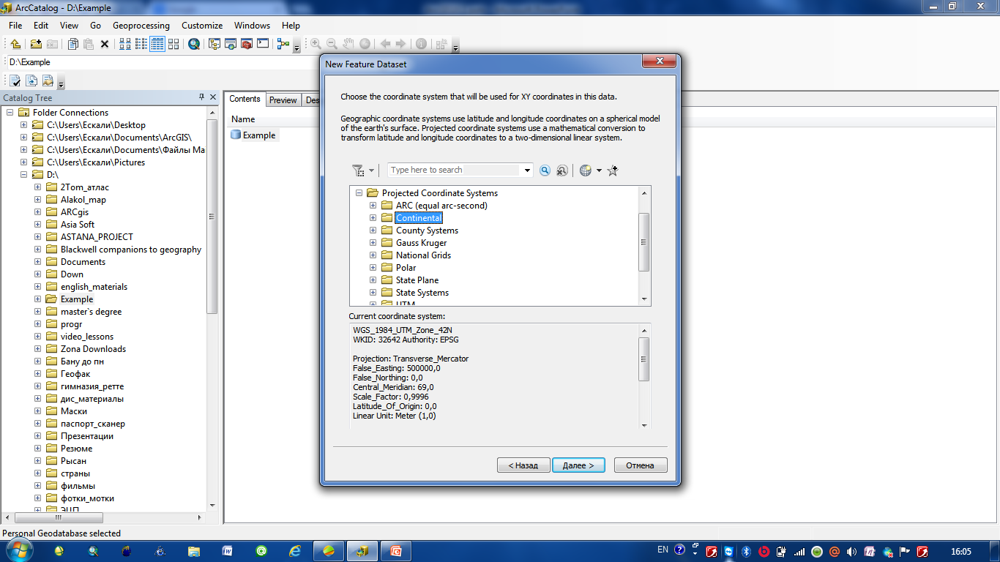 ArcCatalog - D:\Example
File Edit View Go Geoprocessing Customize Windows Help
D:\Example
Catalog Tree
Folder Connections
C:\Users\Ескали\Desktop
C:\Users\Ескали\Documents\ArcGIS\
C:\Users\Ескали\Documents\Файлы Ma
C:\Users\Ескали\Pictures
D:\
2Tom_атлас
Alakol_map
ARCgis
Asia Soft
ASTANA_PROJECT
Blackwell companions to geography
Documents
Down
english_materials
Example
master`s degree
progr
video_lessons
Zona Downloads
Бану до пн
Геофак
гимназия_ретте
дис_материалы
Маски
паспорт_сканер
Презентации
Резюме
Рысан
страны
фильмы
фотки_мотки
ЭЦП
Contents Preview Des
Name
Example
New Feature Dataset
Choose the coordinate system that will be used for XY coordinates in this data.
Geographic coordinate systems use latitude and longitude coordinates on a spherical model
of the earth's surface. Projected coordinate systems use a mathematical conversion to
transform latitude and longitude coordinates to a two-dimensional linear system.
Type here to search
Projected Coordinate Systems
ARC (equal arc-second)
Continental
County Systems
Gauss Kruger
National Grids
Polar
State Plane
State Systems
UTM
Current coordinate system:
WGS_1984_UTM_Zone_42N
WKID: 32642 Authority: EPSG
Projection: Transverse_Mercator
False_Easting: 500000,0
False_Northing: 0,0
Central_Meridian: 69,0
Scale_Factor: 0,9996
Latitude_Of_Origin: 0,0
Linear Unit: Meter (1,0)
< Назад Далее > Отмена
Personal Geodatabase selected
EN 16:05